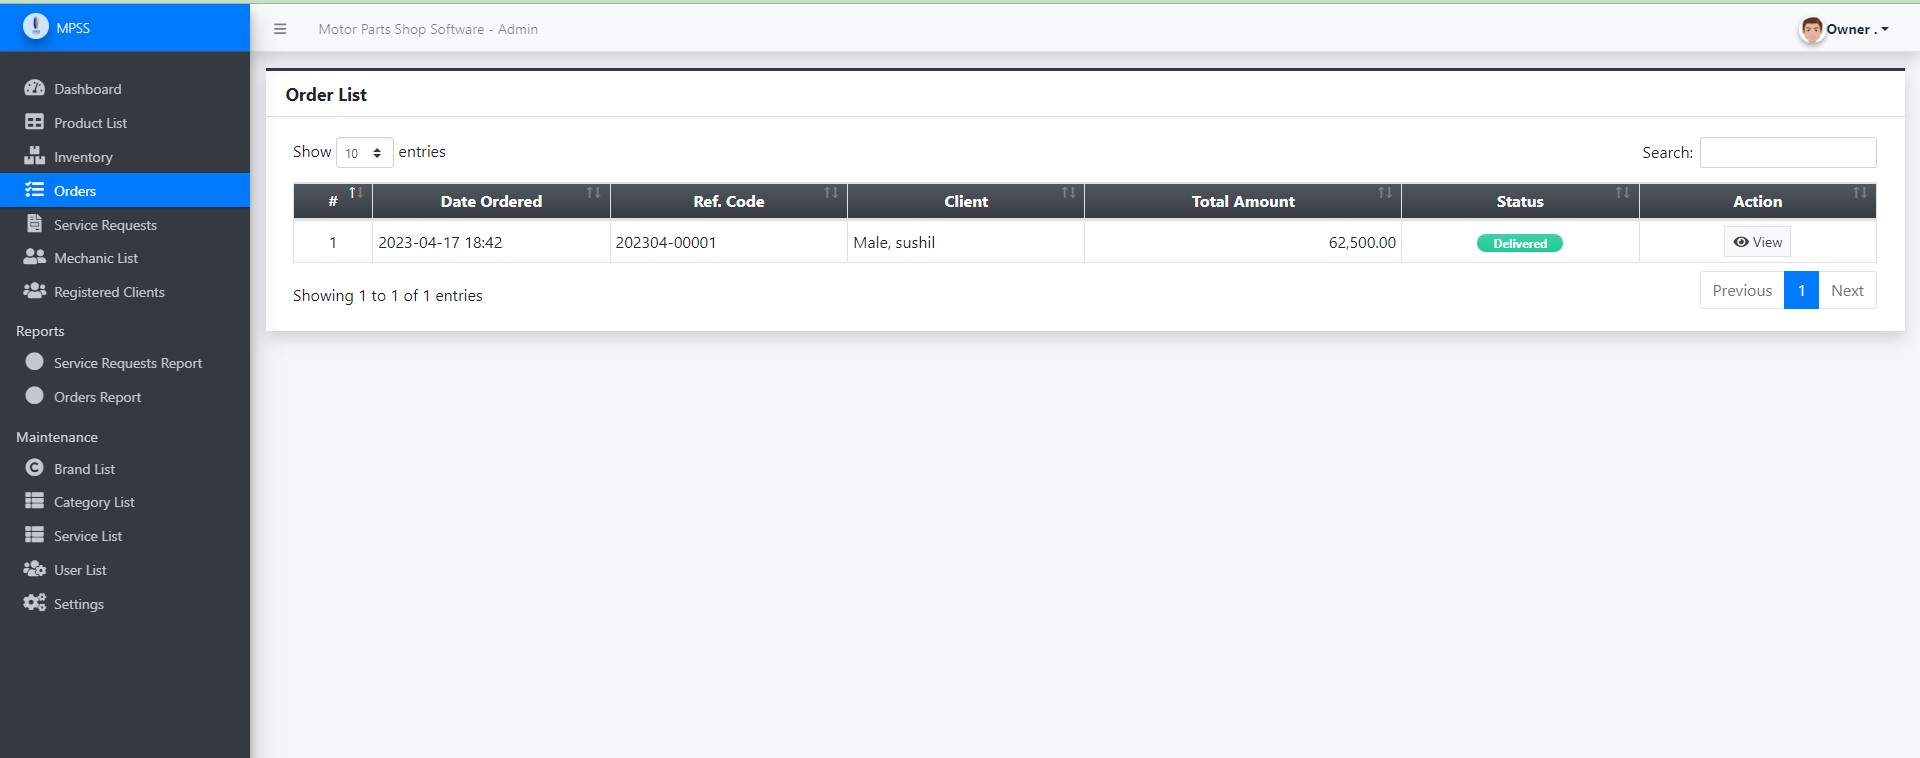 MPSS
Motor Parts Shop Software - Admin
Owner .
Dashboard
Product List
Inventory
Orders
Service Requests
Mechanic List
Registered Clients
Reports
Service Requests Report
Orders Report
Maintenance
Brand List
Category List
Service List
User List
Settings
Order List
Show 10 entries
Search:
# Date Ordered Ref. Code Client Total Amount Status Action
1 2023-04-17 18:42 202304-00001 Male, sushil 62,500.00 Delivered View
Showing 1 to 1 of 1 entries
Previous 1 Next